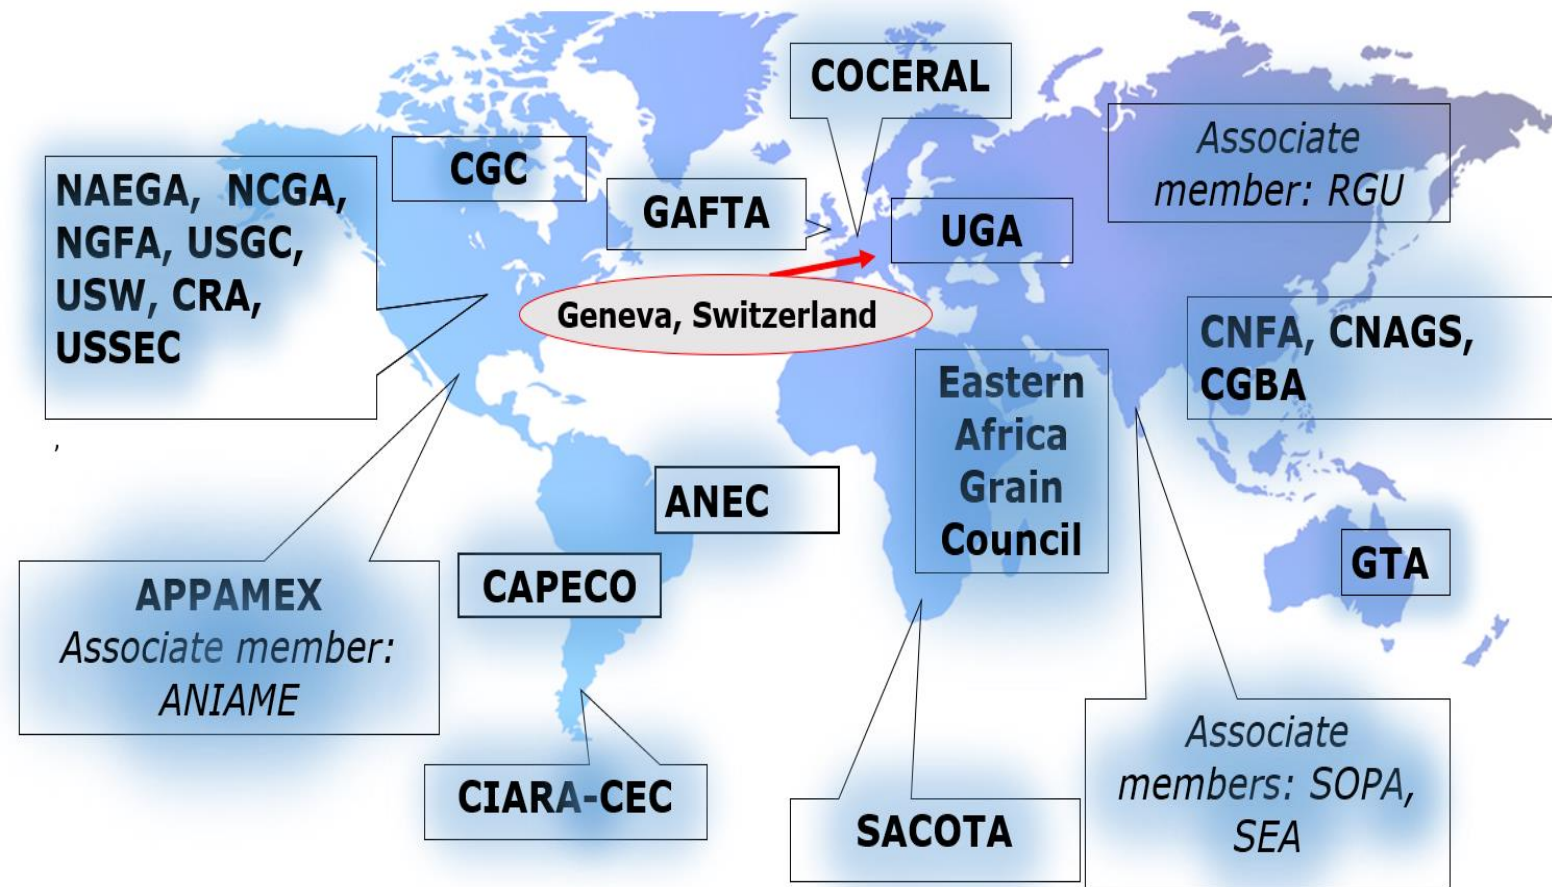 COCERAL
Associate
member: RGU
CGC
NAEGA, NCGA,
NGFA, USGC,
USW, CRA,
USSEC
,
GAFTA
UGA
Geneva, Switzerland
CNFA, CNAGS,
CGBA
Eastern
Africa
Grain
Council
ANEC
GTA
CAPECO
APPAMEX
Associate member:
ANIAME
CIARA-CEC
SACOTA
Associate
members: SOPA,
SEA